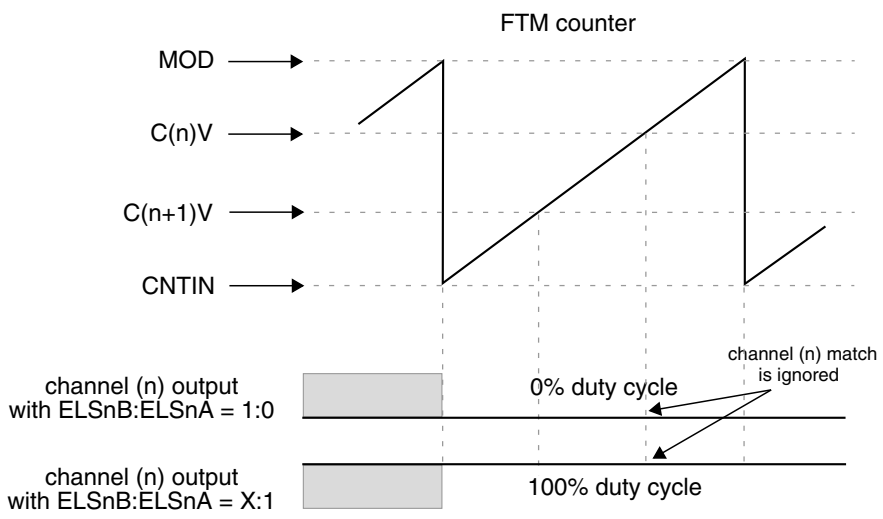 FTM counter
MOD
C(n)V
C(n+1)V
CNTIN
channel (n) match
is ignored
channel (n) output
with ELSnB:ELSnA = 1:0
0% duty cycle
channel (n) output
with ELSnB:ELSnA = X:1
100% duty cycle